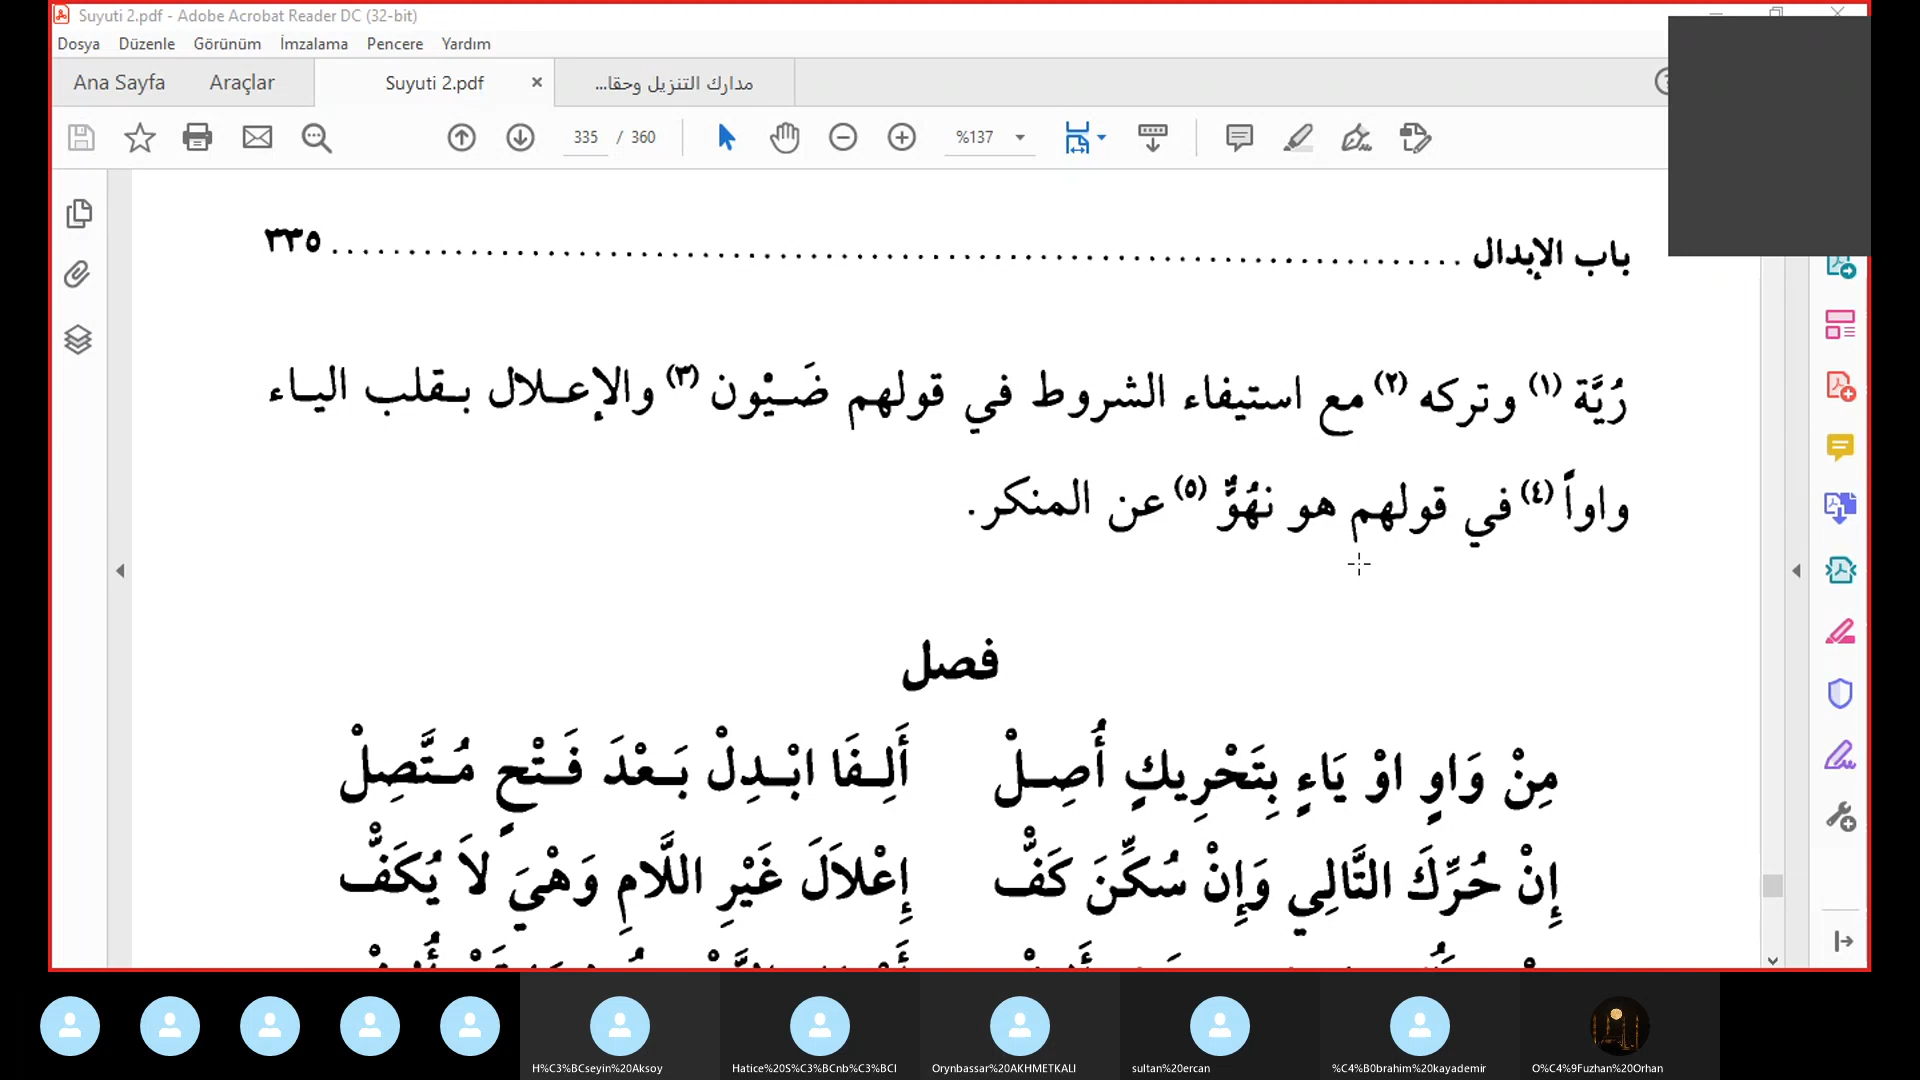 Suyuti 2.pdf - Adobe Acrobat Reader DC (32-bit)
Dosya Düzenle Görünüm İmzalama Pencere Yardım
Ana Sayfa Araçlar Suyuti 2.pdf × مدارك التنزيل وحقا...
335 / 360 %137
باب الإبدال ........................................ ٣٣٥
رُيَّة (١) وتركه (٢) مع استيفاء الشروط في قولهم ضَيْون (٣) والإعلال بقلب الياء
واواً (٤) في قولهم هو نهُوٌّ (٥) عن المنكر.
فصل
مِنْ وَاوٍ اوْ يَاءٍ بِتَحْرِيكٍ أُصِلْ أَلِفًا ابْدِلْ بَعْدَ فَتْحٍ مُتَّصِلْ
إِنْ حُرِّكَ التَّالِي وَإِنْ سُكِّنَ كَفّْ إِعْلاَلَ غَيْرِ اللَّامِ وَهْيَ لاَ يُكَفّْ
H%C3%BCseyin%20Aksoy Hatice%20S%C3%BCnb%C3%BCl Orynbassar%20AKHMETKALI sultan%20ercan %C4%B0brahim%20kayademir O%C4%9Fuzhan%20Orhan